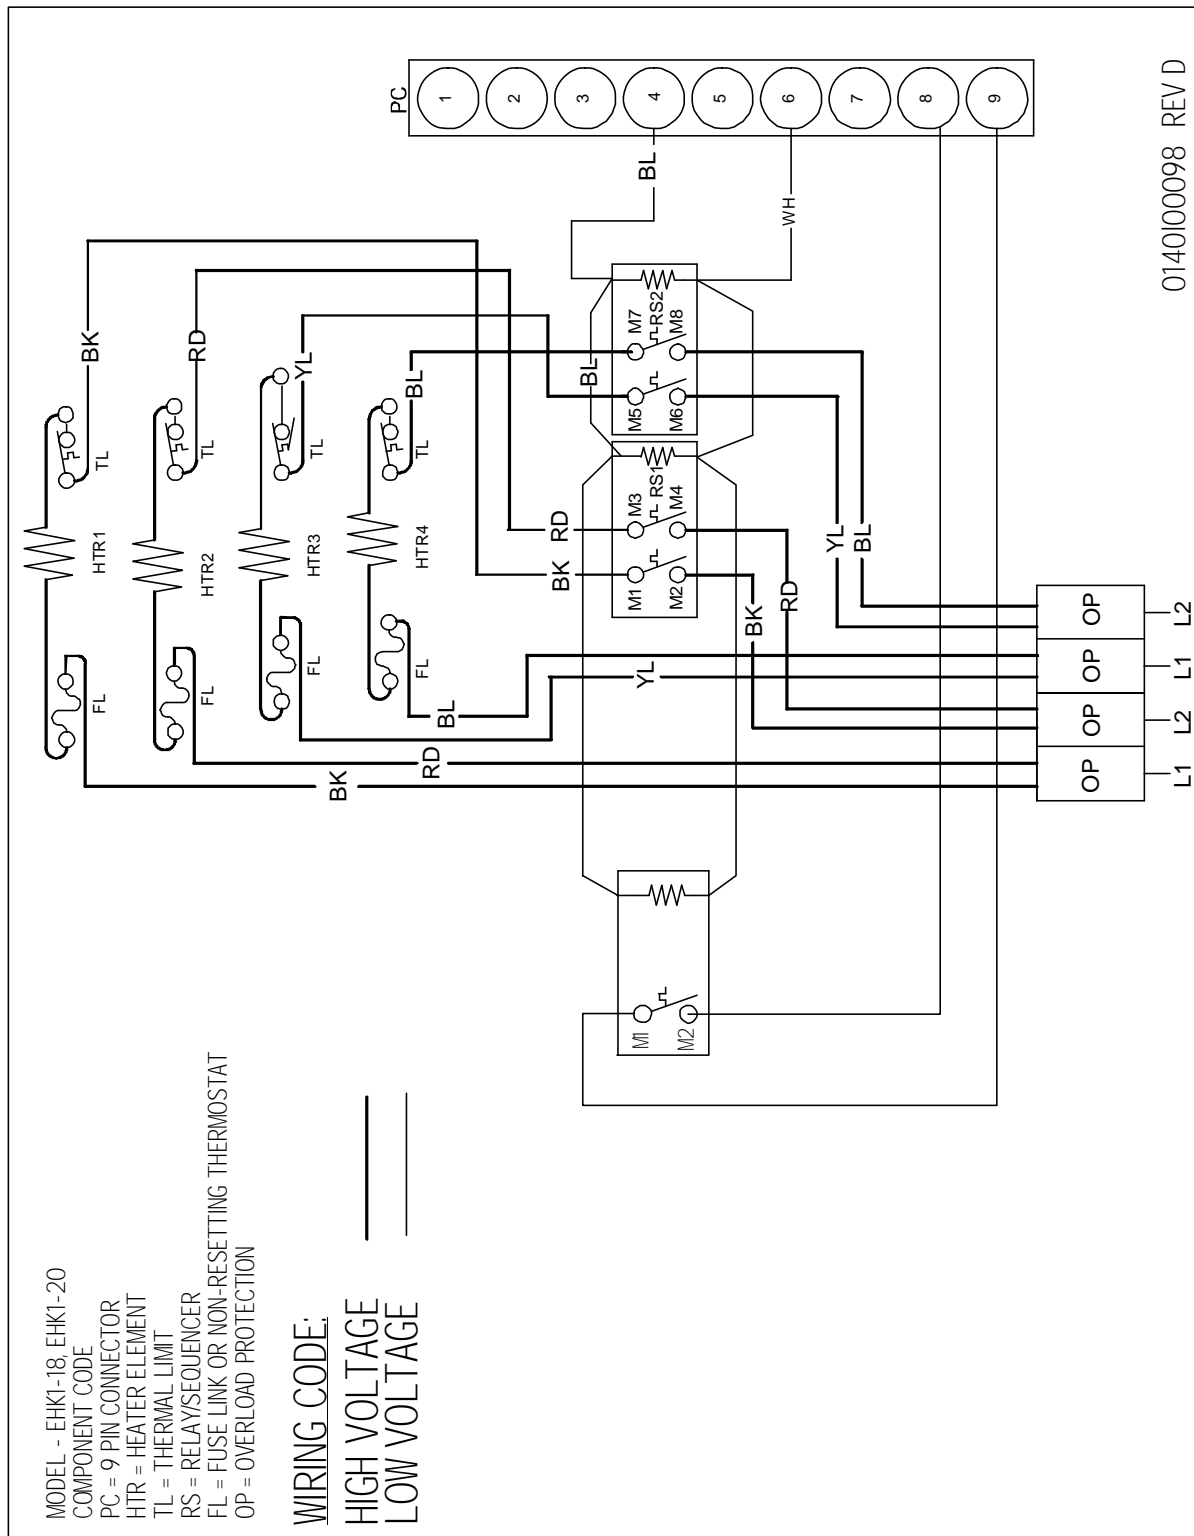 MODEL - EHK1-18, EHK1-20
COMPONENT CODE
PC = 9 PIN CONNECTOR
HTR = HEATER ELEMENT
TL = THERMAL LIMIT
RS = RELAY/SEQUENCER
FL = FUSE LINK OR NON-RESETTING THERMOSTAT
OP = OVERLOAD PROTECTION
WIRING CODE:
HIGH VOLTAGE
LOW VOLTAGE
FL
HTR1
TL
BK
FL
HTR2
TL
RD
FL
HTR3
TL
YL
FL
HTR4
TL
BL
BK
RD
BL
YL
BK
RD
M1
M3
RS1
M2
M4
BL
M5
M7
RS2
M6
M8
BL
WH
PC
1
2
3
4
5
6
7
8
9
M1
M2
BK
RD
YL
BL
OP
OP
OP
OP
L1
L2
L1
L2
0140I00098 REV D